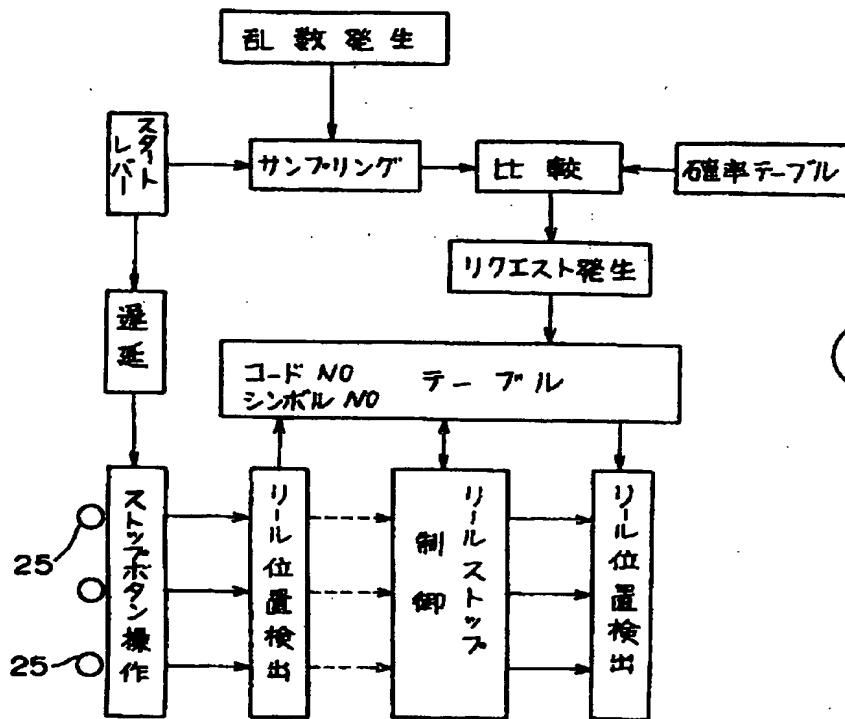 乱数発生
スタート
レバー
サンプリング
比較
確率テーブル
リクエスト発生
遅延
コードNO
シンボルNO
テーブル
25
25
ストップボタン操作
リール位置検出
リールストップ
制御
リール位置検出